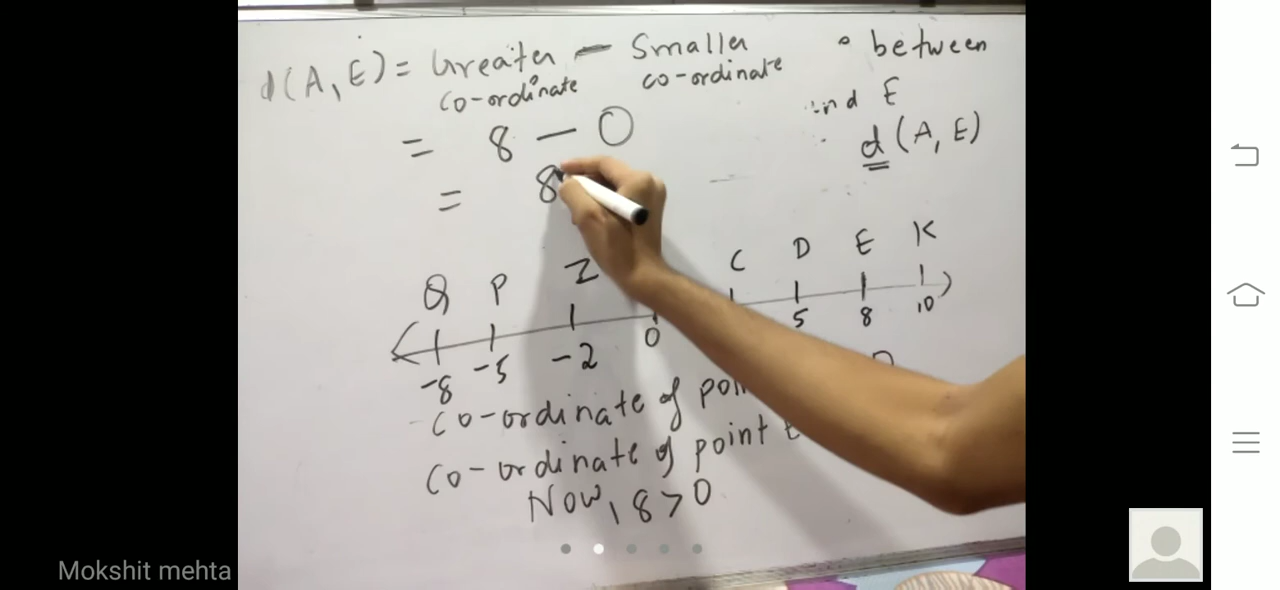 d(A, E) = Greater — Smaller
co-ordinate co-ordinate
= 8 — 0
= 8
between
and E
d (A, E)
Q P Z C D E K
-8 -5 -2 0 5 8 10
Co-ordinate of
Co-ordinate of point E
Now, 8 > 0
Mokshit mehta